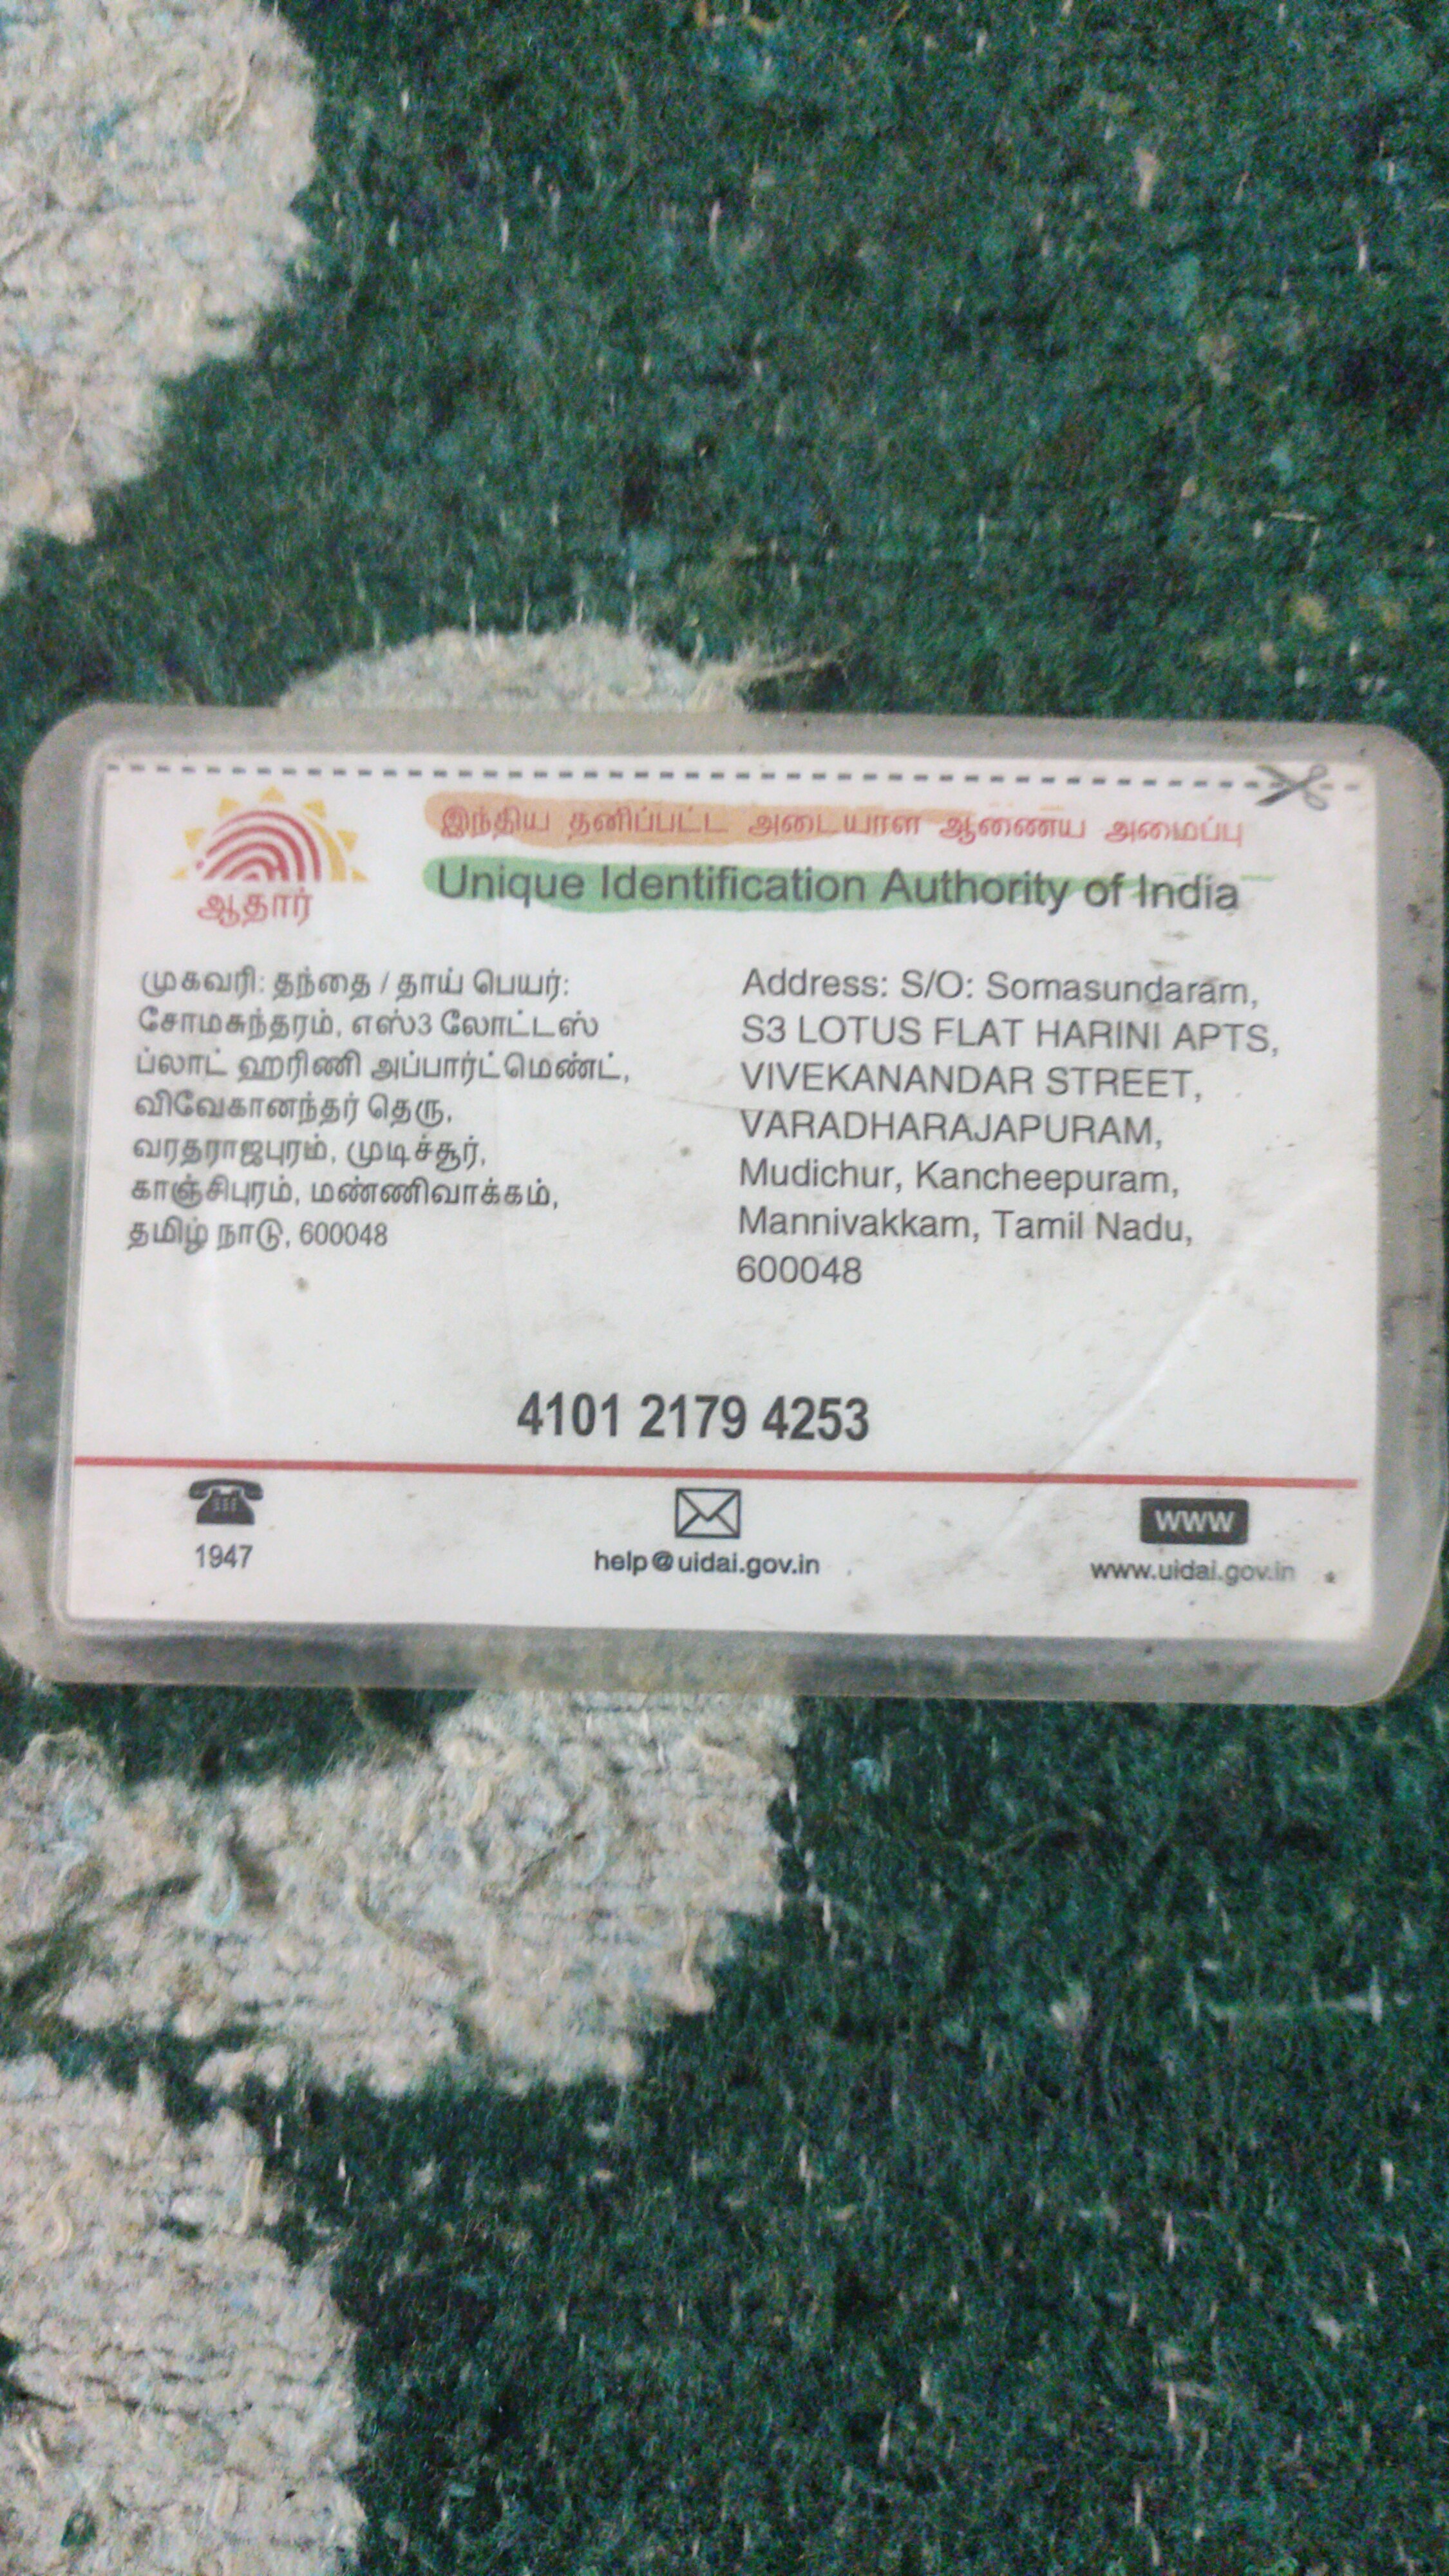 இந்திய தனிப்பட்ட அடையாள ஆணைய அமைப்பு
Unique Identification Authority of India
ஆதார்
முகவரி: தந்தை / தாய் பெயர்:
சோமசுந்தரம், எஸ்3 லோட்டஸ்
ப்லாட் ஹரிணி அப்பார்ட்மெண்ட்,
விவேகானந்தர் தெரு,
வரதராஜபுரம், முடிச்சூர்,
காஞ்சிபுரம், மண்ணிவாக்கம்,
தமிழ் நாடு, 600048
Address: S/O: Somasundaram,
S3 LOTUS FLAT HARINI APTS,
VIVEKANANDAR STREET,
VARADHARAJAPURAM,
Mudichur, Kancheepuram,
Mannivakkam, Tamil Nadu,
600048
4101 2179 4253
1947
help@uidai.gov.in
www
www.uidai.gov.in